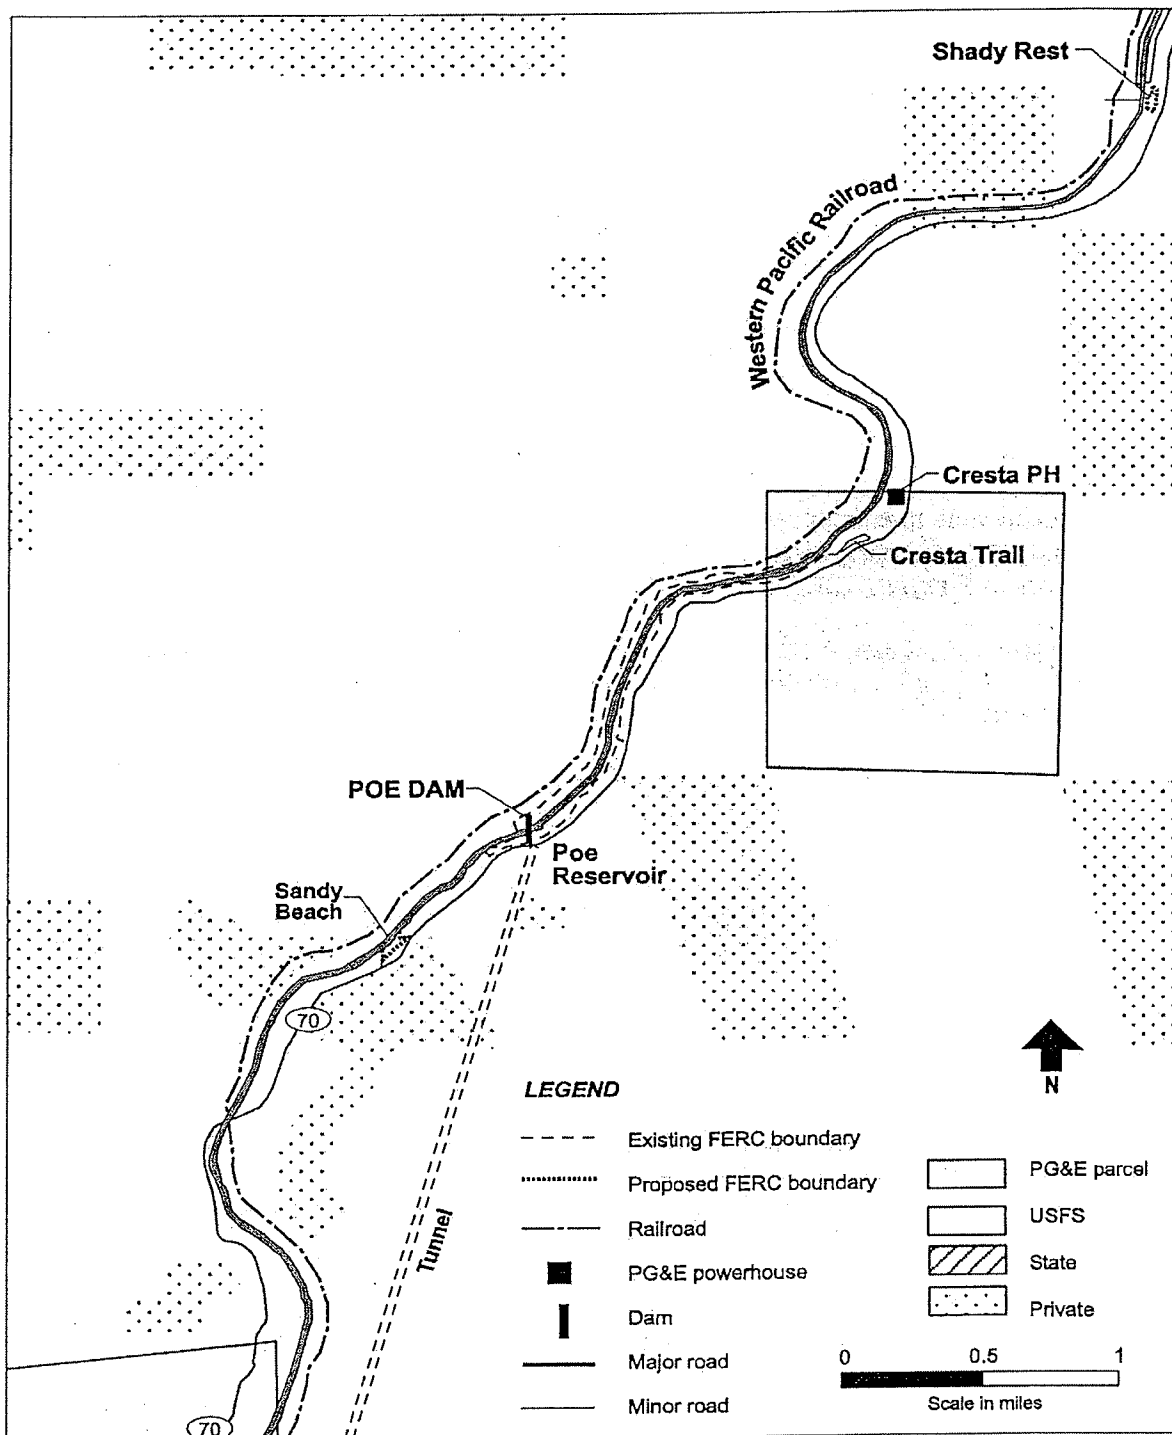 Shady Rest
Western Pacific Railroad
Cresta PH
Cresta Trail
POE DAM
Poe
Reservoir
Sandy
Beach
70
N
LEGEND
Existing FERC boundary
Proposed FERC boundary
Railroad
PG&E powerhouse
Dam
Major road
Minor road
PG&E parcel
USFS
State
Private
Tunnel
0 0.5 1
Scale in miles
70